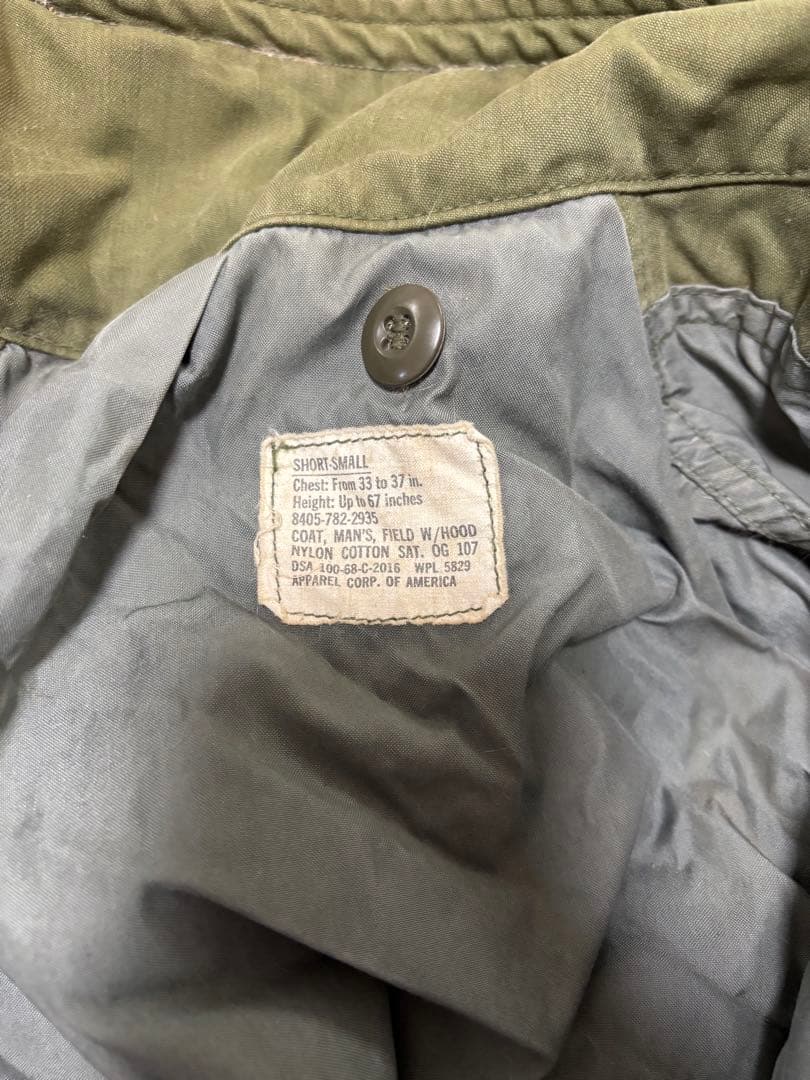 SHORT-SMALL
Chest: From 33 to 37 in.
Height: Up to 67 inches
8405-782-2935
COAT, MAN'S, FIELD W/HOOD
NYLON COTTON SAT. OG 107
DSA 100-68-C-2016 WPL 5829
APPAREL CORP. OF AMERICA